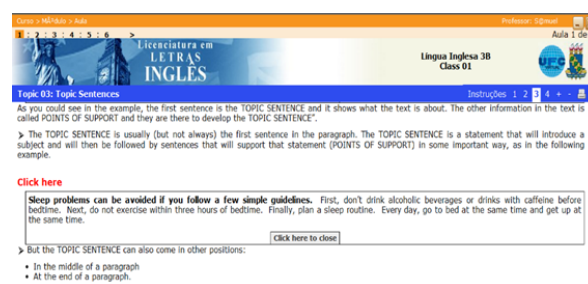 Curso > MÃ³dulo > Aula Professor: S@muel
1 : 2 : 3 : 4 : 5 : 6 > Aula 1 de
Licenciatura em
LETRAS
INGLÊS
Língua Inglesa 3B
Class 01
UFC
Topic 03: Topic Sentences Instruções 1 2 3 4 + -
As you could see in the example, the first sentence is the TOPIC SENTENCE and it shows what the text is about. The other information in the text is
called POINTS OF SUPPORT and they are there to develop the TOPIC SENTENCE".
The TOPIC SENTENCE is usually (but not always) the first sentence in the paragraph. The TOPIC SENTENCE is a statement that will introduce a
subject and will then be followed by sentences that will support that statement (POINTS OF SUPPORT) in some important way, as in the following
example.
Click here
Sleep problems can be avoided if you follow a few simple guidelines. First, don't drink alcoholic beverages or drinks with caffeine before
bedtime. Next, do not exercise within three hours of bedtime. Finally, plan a sleep routine. Every day, go to bed at the same time and get up at
the same time.
Click here to close
But the TOPIC SENTENCE can also come in other positions:
• In the middle of a paragraph
• At the end of a paragraph.